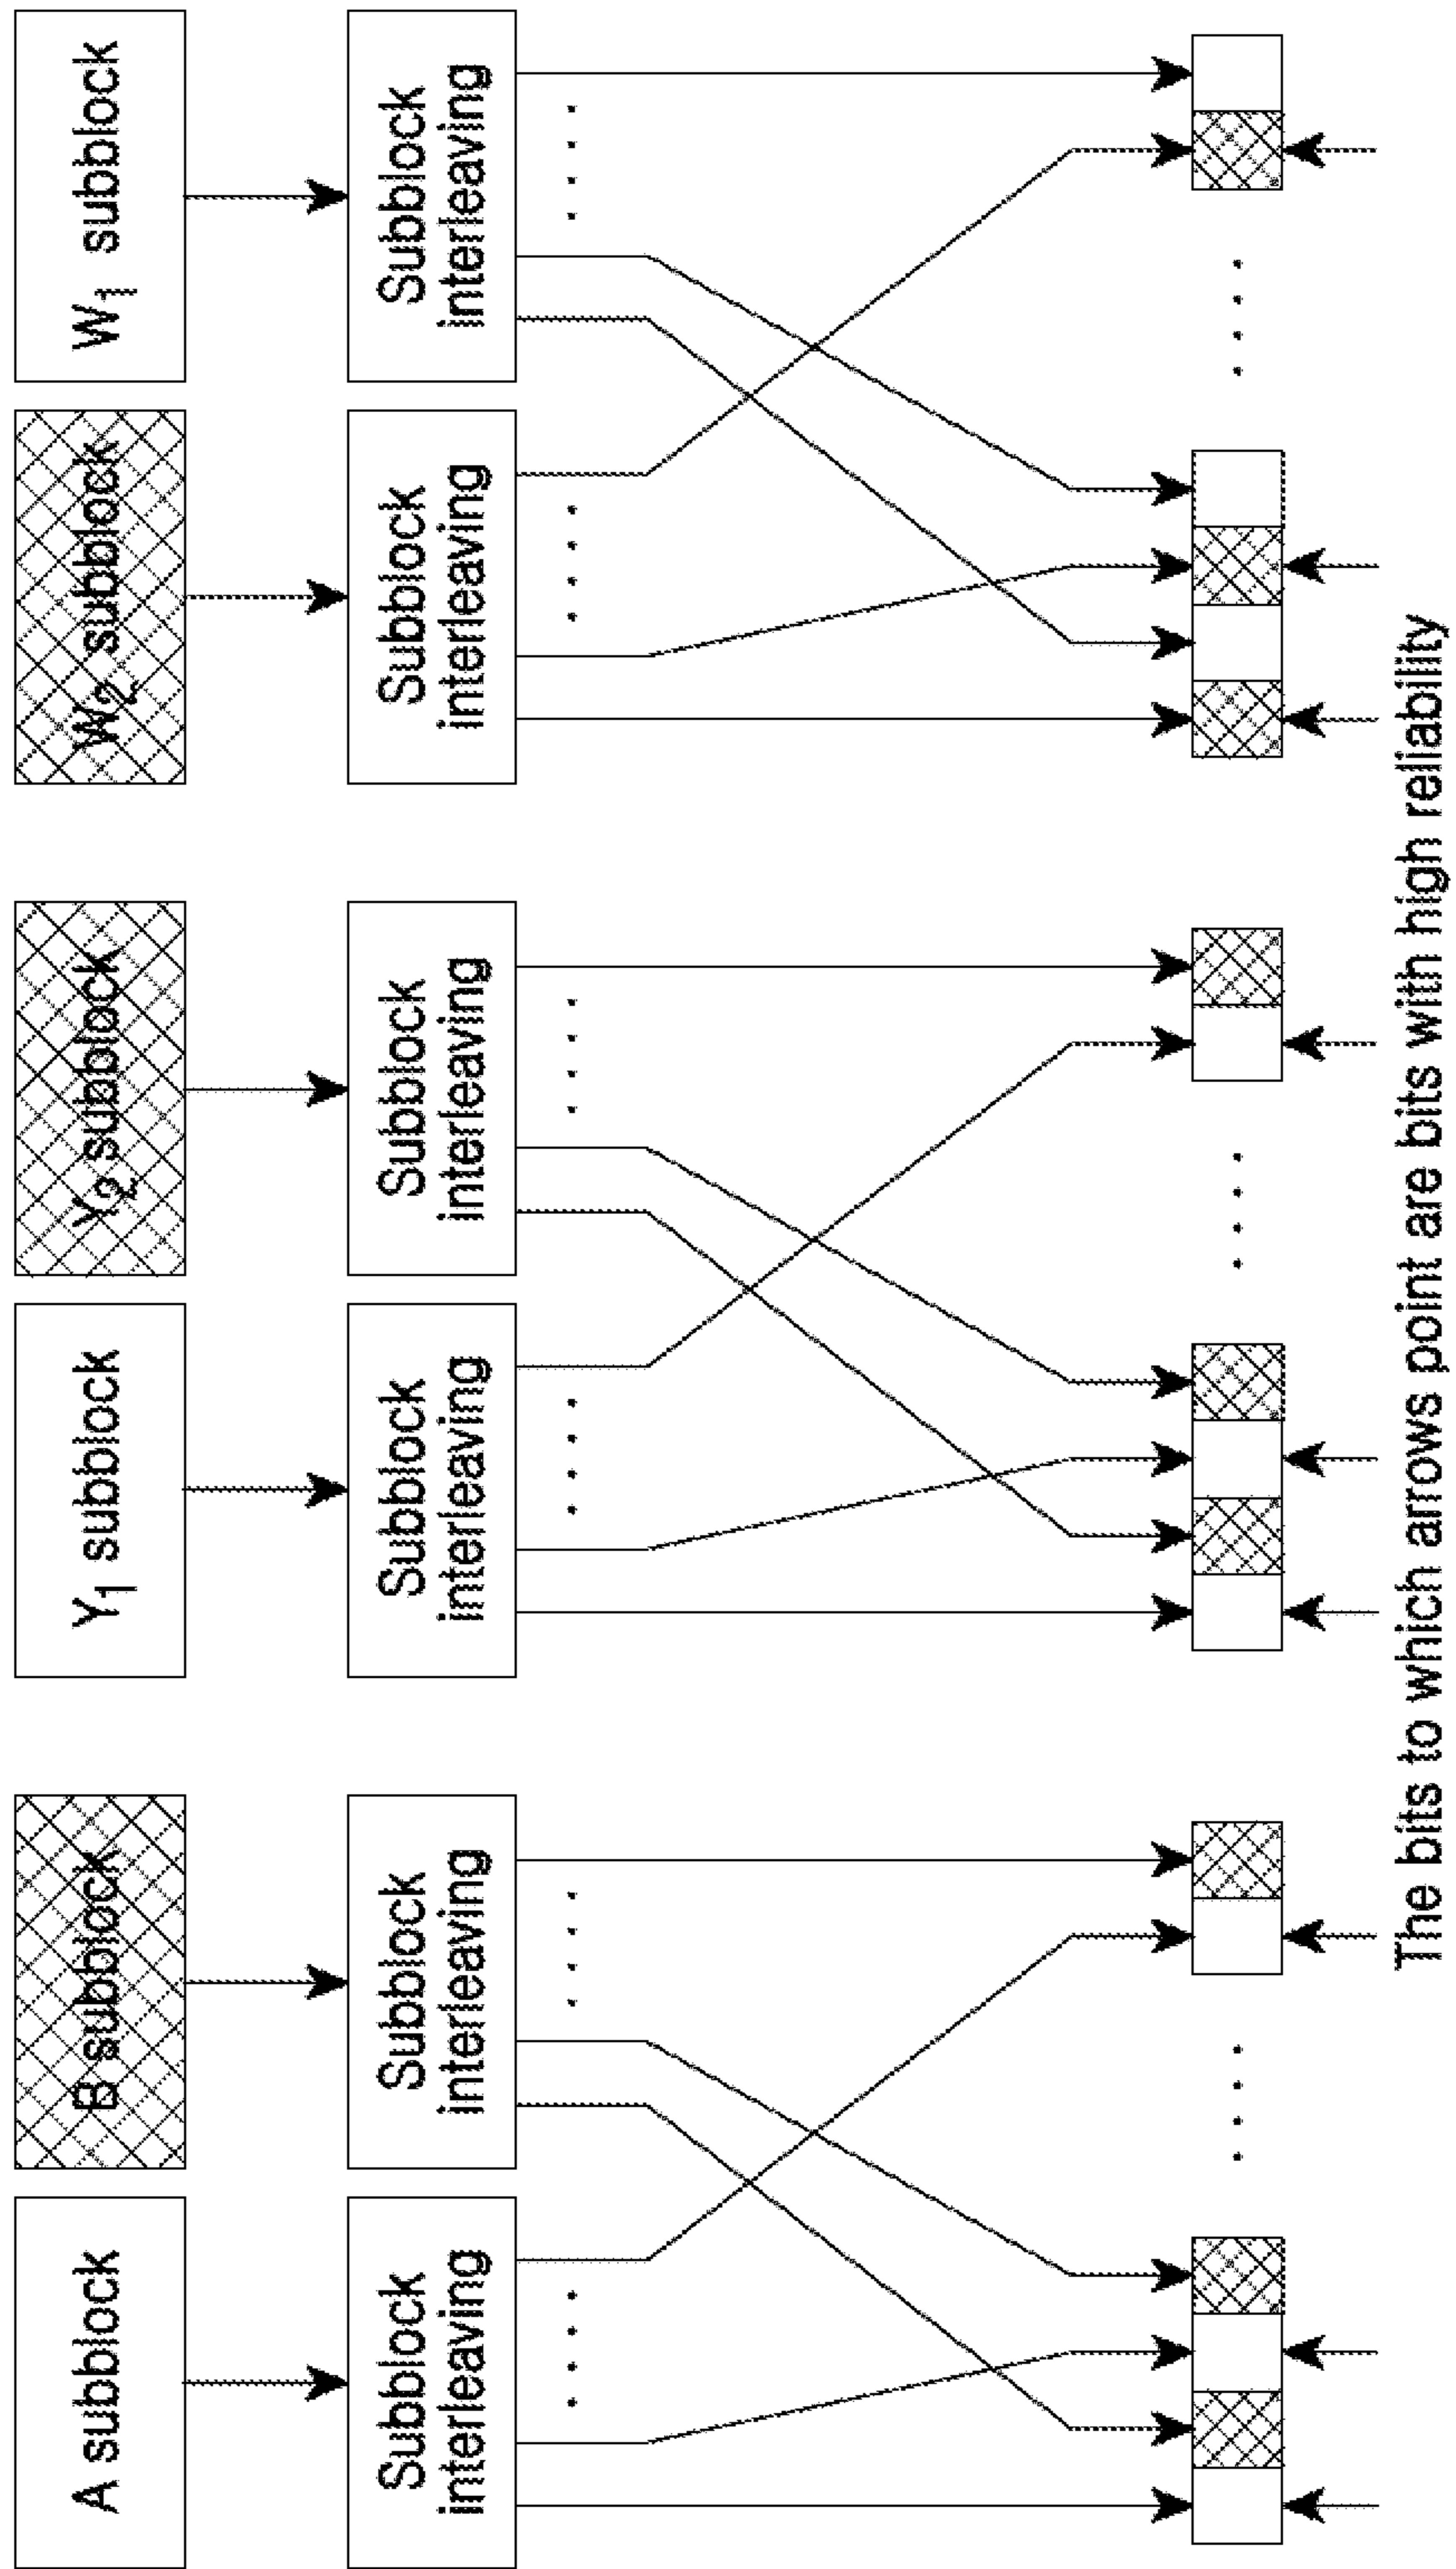 A subblock
B subblock
Y1 subblock
Y2 subblock
W2 subblock
W1 subblock
Subblock
interleaving
Subblock
interleaving
Subblock
interleaving
Subblock
interleaving
Subblock
interleaving
Subblock
interleaving
The bits to which arrows point are bits with high reliability